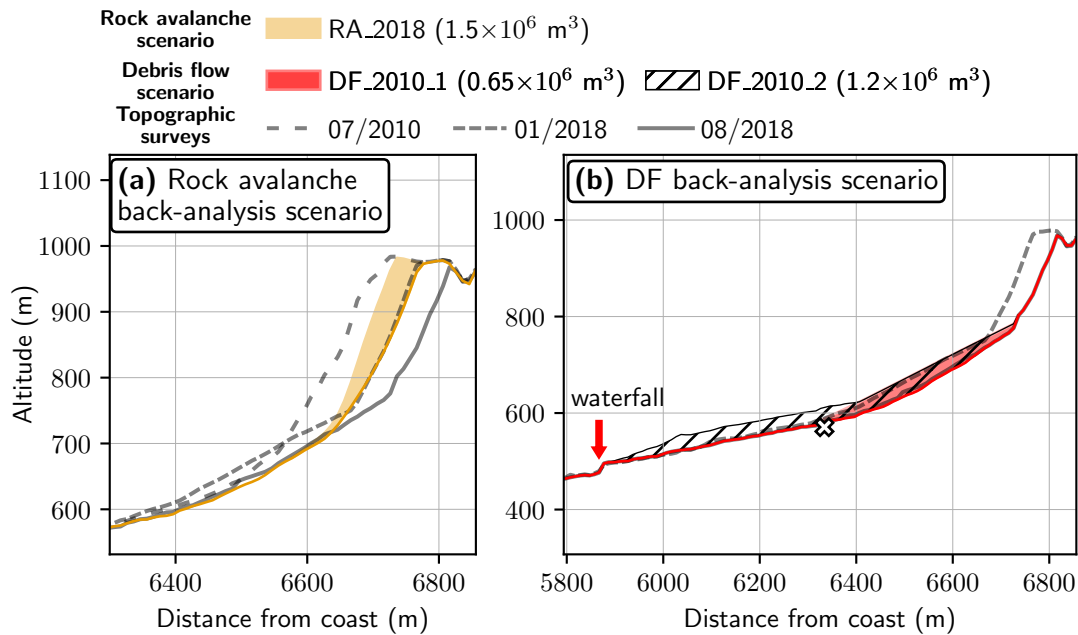 Rock avalanche
scenario
RA_2018 (1.5×10⁶ m³)
Debris flow
scenario
DF_2010_1 (0.65×10⁶ m³)
DF_2010_2 (1.2×10⁶ m³)
Topographic
surveys
07/2010
01/2018
08/2018
(a) Rock avalanche
back-analysis scenario
1100
1000
900
800
700
600
Altitude (m)
6400
6600
6800
Distance from coast (m)
(b) DF back-analysis scenario
1000
800
600
400
waterfall
5800
6000
6200
6400
6600
6800
Distance from coast (m)